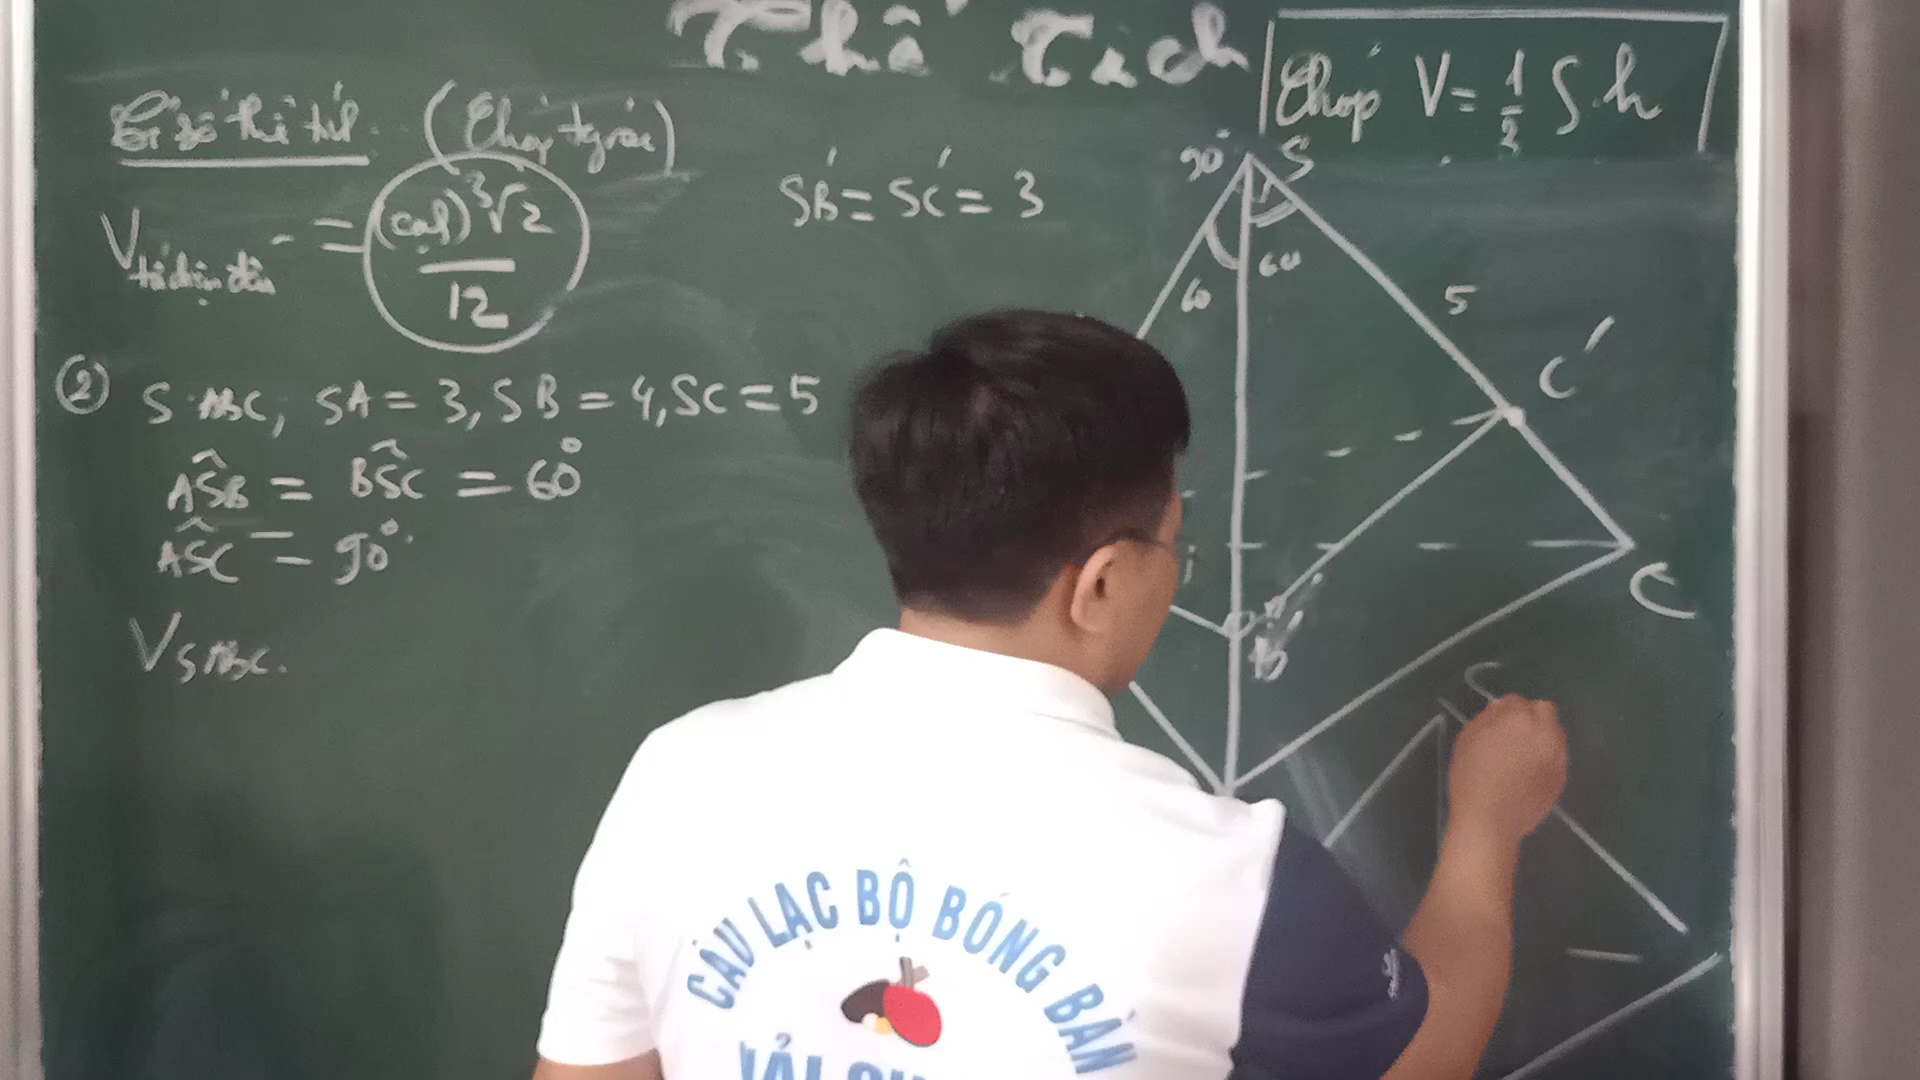 Thể Tích
Chóp V = 1/3 S.h
Tỉ số thể tích (Chóp tgiác)
V tứ diện đều = (cạnh)³√2 / 12
SB' = SC' = 3
② S.ABC, SA = 3, SB = 4, SC = 5
ASB = BSC = 60°
ASC = 90°
V SABC.
90° S
60 60
5
C'
B'
C
S
CÂU LẠC BỘ BÓNG BÀN